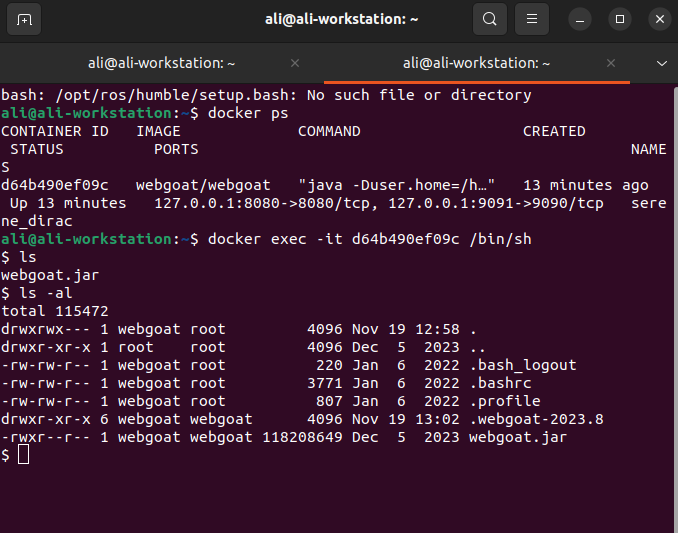 ali@ali-workstation: ~
ali@ali-workstation: ~
ali@ali-workstation: ~
bash: /opt/ros/humble/setup.bash: No such file or directory
ali@ali-workstation:~$ docker ps
CONTAINER ID   IMAGE             COMMAND                  CREATED
 STATUS          PORTS                                              NAME
S
d64b490ef09c   webgoat/webgoat   "java -Duser.home=/h…"   13 minutes ago
 Up 13 minutes   127.0.0.1:8080->8080/tcp, 127.0.0.1:9091->9090/tcp   sere
ne_dirac
ali@ali-workstation:~$ docker exec -it d64b490ef09c /bin/sh
$ ls
webgoat.jar
$ ls -al
total 115472
drwxrwx--- 1 webgoat root         4096 Nov 19 12:58 .
drwxr-xr-x 1 root    root         4096 Dec  5  2023 ..
-rw-rw-r-- 1 webgoat root          220 Jan  6  2022 .bash_logout
-rw-rw-r-- 1 webgoat root         3771 Jan  6  2022 .bashrc
-rw-rw-r-- 1 webgoat root          807 Jan  6  2022 .profile
drwxr-xr-x 6 webgoat webgoat      4096 Nov 19 13:02 .webgoat-2023.8
-rwxr--r-- 1 webgoat webgoat 118208649 Dec  5  2023 webgoat.jar
$